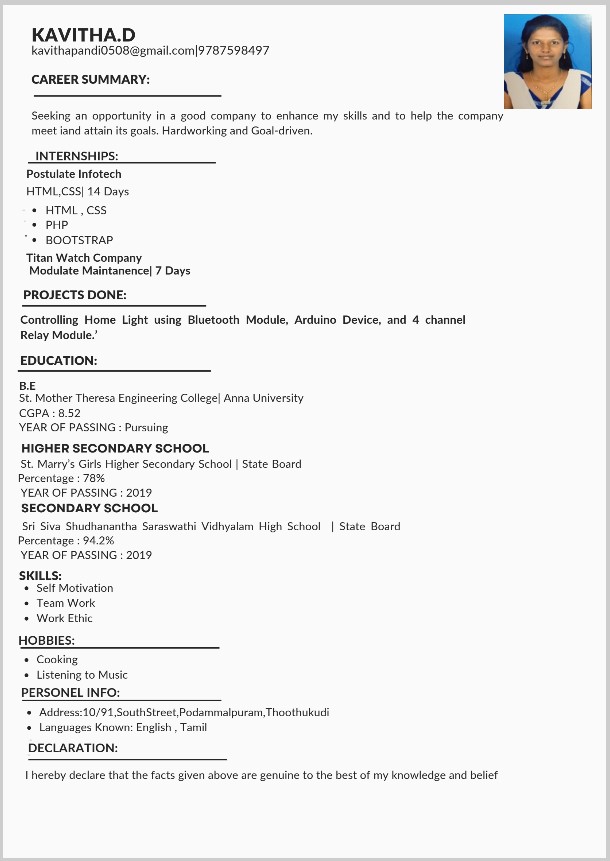 KAVITHA.D
kavithapandi0508@gmail.com|9787598497
CAREER SUMMARY:
Seeking an opportunity in a good company to enhance my skills and to help the company
meet iand attain its goals. Hardworking and Goal-driven.
INTERNSHIPS:
Postulate Infotech
HTML,CSS| 14 Days
• HTML , CSS
• PHP
• BOOTSTRAP
Titan Watch Company
Modulate Maintanence| 7 Days
PROJECTS DONE:
Controlling Home Light using Bluetooth Module, Arduino Device, and 4 channel
Relay Module.’
EDUCATION:
B.E
St. Mother Theresa Engineering College| Anna University
CGPA : 8.52
YEAR OF PASSING : Pursuing
HIGHER SECONDARY SCHOOL
St. Marry’s Girls Higher Secondary School | State Board
Percentage : 78%
YEAR OF PASSING : 2019
SECONDARY SCHOOL
Sri Siva Shudhanantha Saraswathi Vidhyalam High School | State Board
Percentage : 94.2%
YEAR OF PASSING : 2019
SKILLS:
• Self Motivation
• Team Work
• Work Ethic
HOBBIES:
• Cooking
• Listening to Music
PERSONEL INFO:
• Address:10/91,SouthStreet,Podammalpuram,Thoothukudi
• Languages Known: English , Tamil
DECLARATION:
I hereby declare that the facts given above are genuine to the best of my knowledge and belief